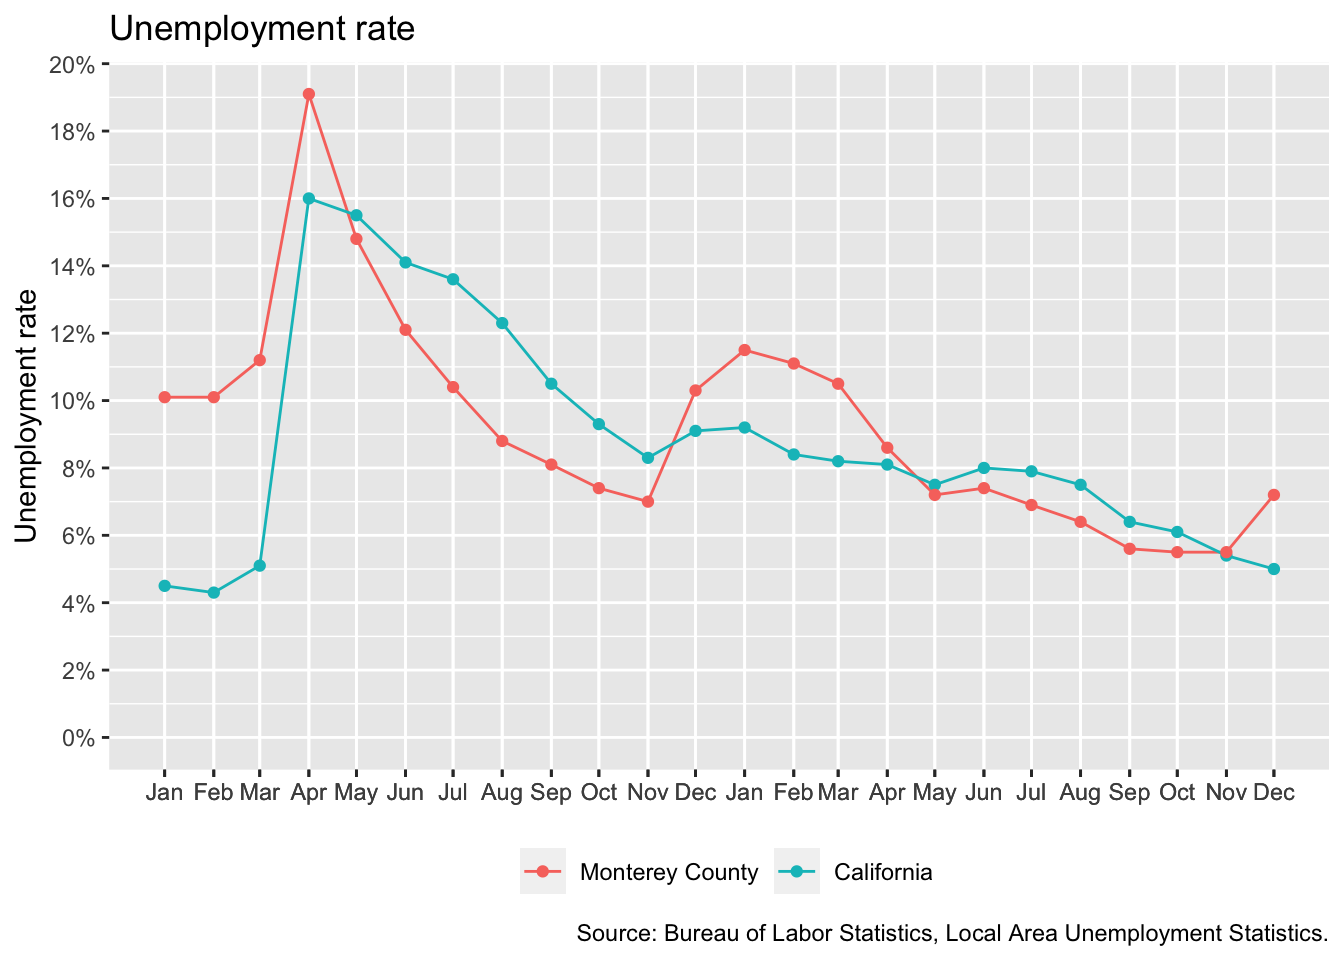 Unemployment rate
20%
18%
16%
14%
12%
10%
8%
6%
4%
2%
0%
Unemployment rate
Jan Feb Mar Apr May Jun Jul Aug Sep Oct Nov Dec Jan Feb Mar Apr May Jun Jul Aug Sep Oct Nov Dec
Monterey County California
Source: Bureau of Labor Statistics, Local Area Unemployment Statistics.